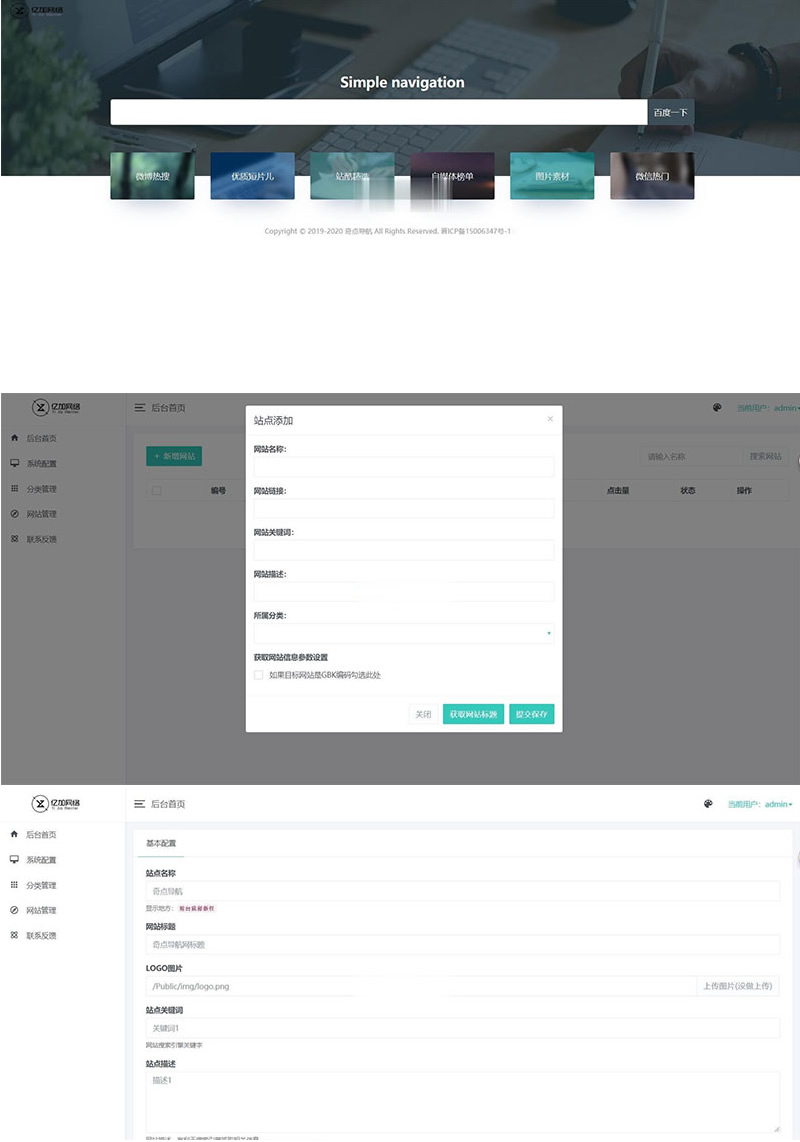 亿加网络
Simple navigation
百度一下
微博热搜 优质短片儿 站酷精选 自媒体榜单 图片素材 微信热门
Copyright © 2019-2020 奇点导航 All Rights Reserved. 晋ICP备15006347号-1
亿加网络
后台首页
当前用户：admin
站点添加
×
后台首页
系统配置
分类管理
网站管理
联系反馈
+ 新增网站
请输入名称
搜索网站
编号
点击量
状态
操作
网站名称:
网站链接:
网站关键词:
网站描述:
所属分类:
获取网站信息参数设置
如果目标网站是GBK编码勾选此处
关闭
获取网站标题
提交保存
亿加网络
Yi Jia Networ
后台首页
当前用户：admin
后台首页
系统配置
分类管理
网站管理
联系反馈
基本配置
站点名称
奇点导航
显示地方：前台底部版权
网站标题
奇点导航网标题
LOGO图片
/Public/img/logo.png
上传图片(没做上传)
站点关键词
关键词1
网站搜索引擎关键字
站点描述
描述1